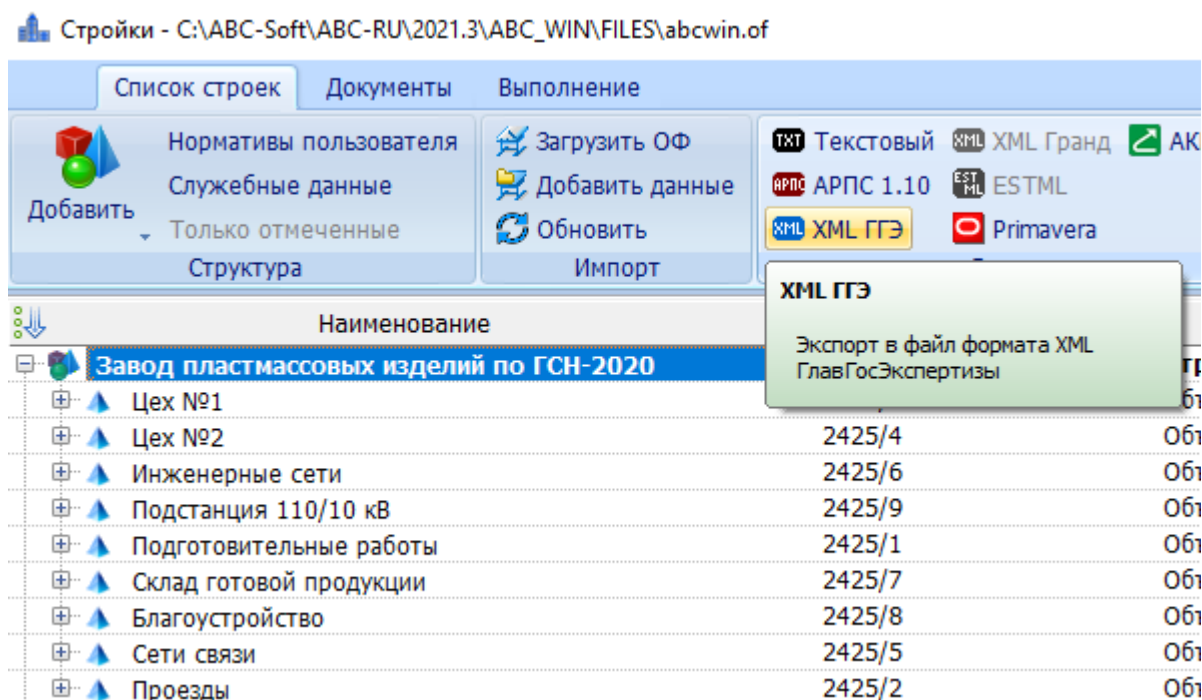 Стройки - C:\ABC-Soft\ABC-RU\2021.3\ABC_WIN\FILES\abcwin.of
Список строек Документы Выполнение
Добавить
Нормативы пользователя
Служебные данные
Только отмеченные
Структура
Загрузить ОФ
Добавить данные
Обновить
Импорт
TXT Текстовый XML XML Гранд
АРПС АРПС 1.10 ESTML ESTML
XML XML ГГЭ Primavera
XML ГГЭ
Экспорт в файл формата XML
ГлавГосЭкспертизы
Наименование
Завод пластмассовых изделий по ГСН-2020
Цех №1
Цех №2 2425/4
Инженерные сети 2425/6
Подстанция 110/10 кВ 2425/9
Подготовительные работы 2425/1
Склад готовой продукции 2425/7
Благоустройство 2425/8
Сети связи 2425/5
Проезды 2425/2